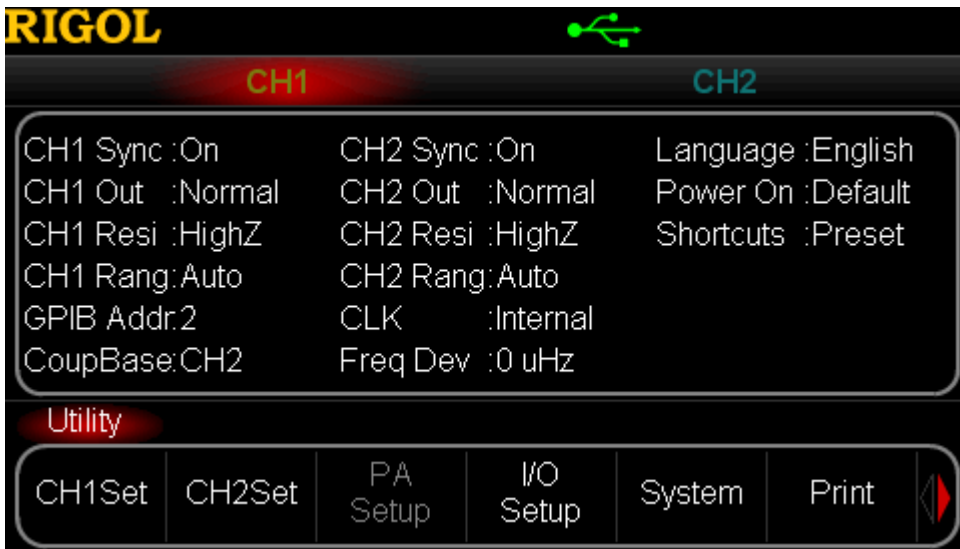 RIGOL
CH1 CH2
CH1 Sync :On CH2 Sync :On Language :English
CH1 Out :Normal CH2 Out :Normal Power On :Default
CH1 Resi :HighZ CH2 Resi :HighZ Shortcuts :Preset
CH1 Rang:Auto CH2 Rang:Auto
GPIB Addr:2 CLK :Internal
CoupBase:CH2 Freq Dev :0 uHz
Utility
CH1Set CH2Set PA Setup I/O Setup System Print